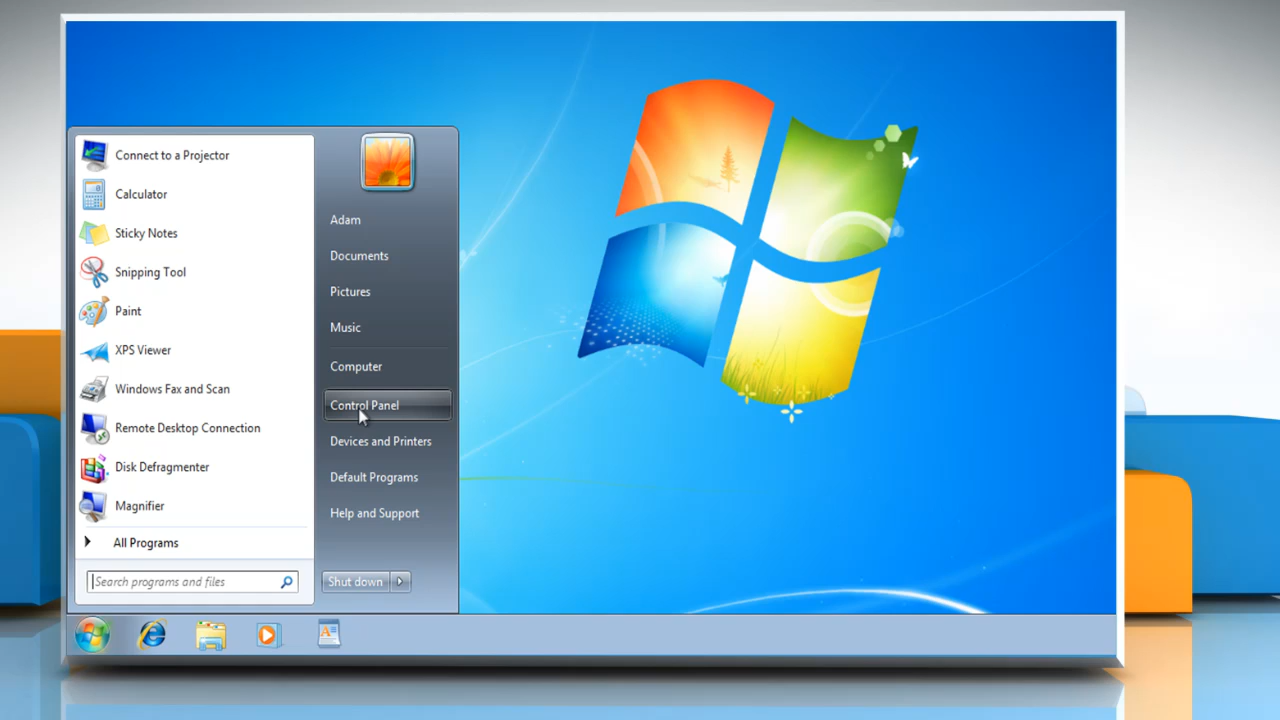 Connect to a Projector
Calculator
Sticky Notes
Snipping Tool
Paint
XPS Viewer
Windows Fax and Scan
Remote Desktop Connection
Disk Defragmenter
Magnifier
All Programs
Search programs and files
Adam
Documents
Pictures
Music
Computer
Control Panel
Devices and Printers
Default Programs
Help and Support
Shut down